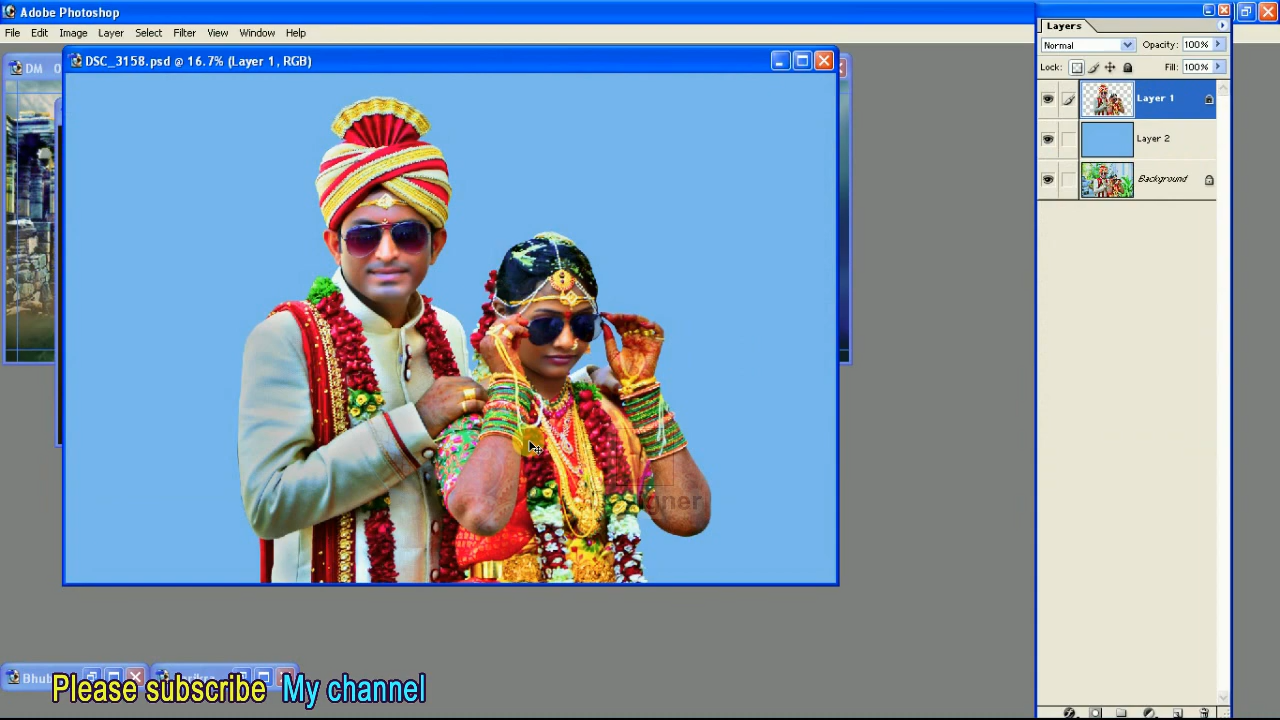 Adobe Photoshop
File Edit Image Layer Select Filter View Window Help
DM
DSC_3158.psd @ 16.7% (Layer 1, RGB)
Layers
Normal Opacity: 100%
Lock: Fill: 100%
Layer 1
Layer 2
Background
Please subscribe My channel